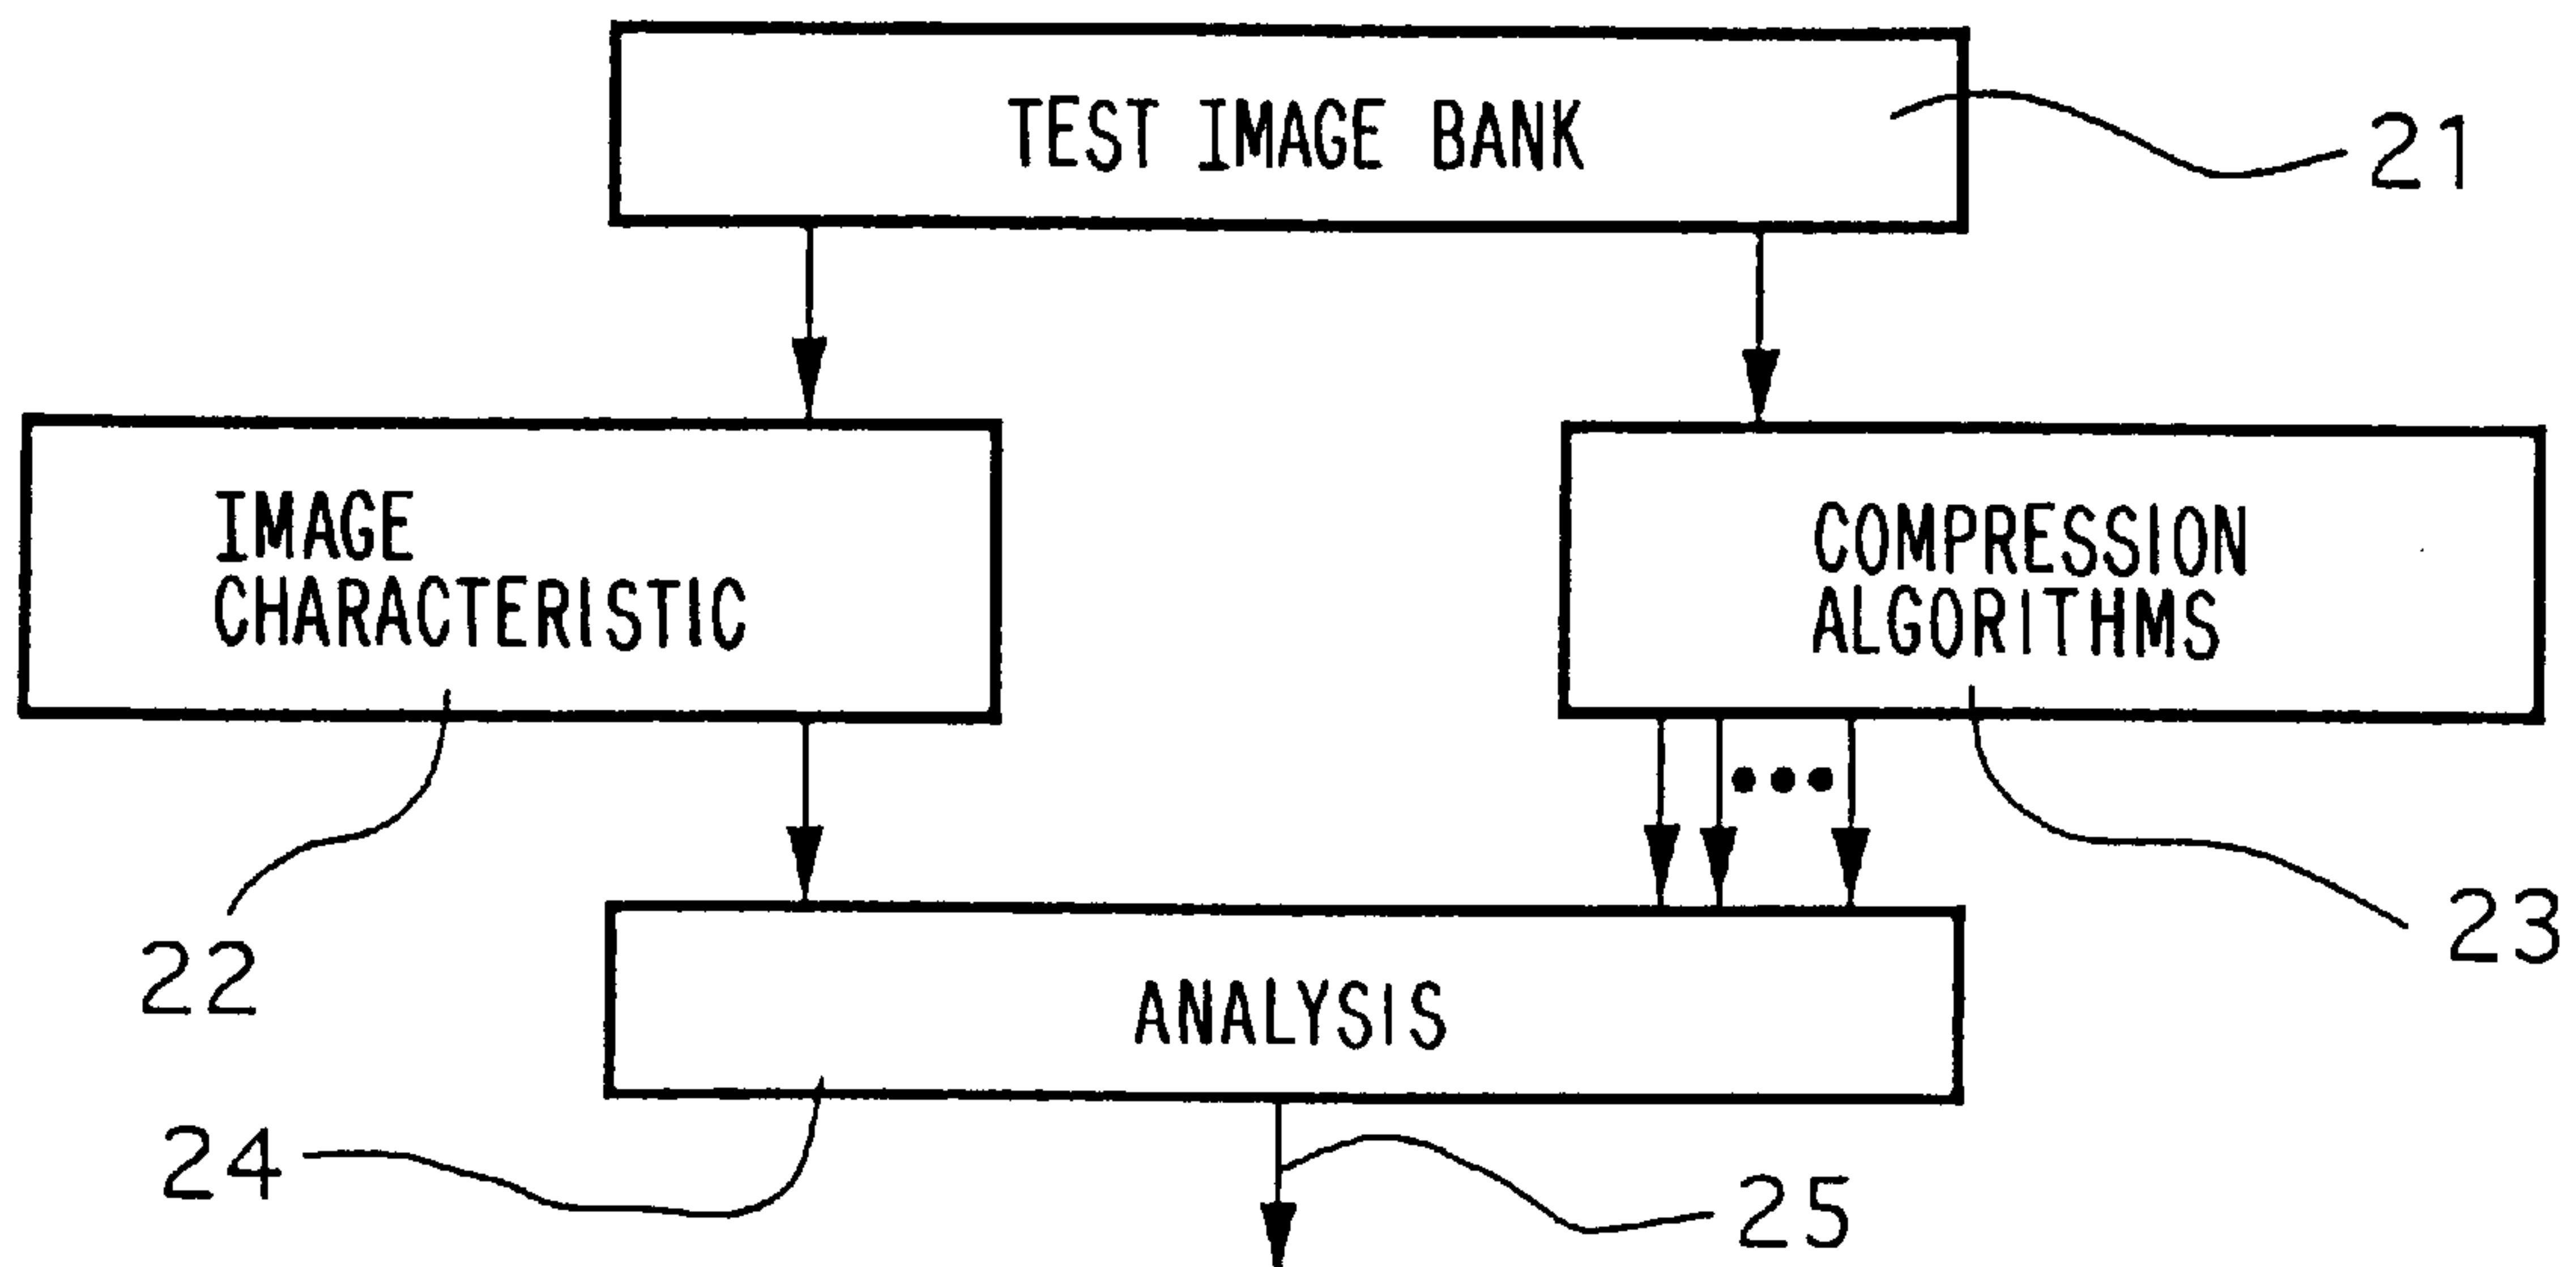 TEST IMAGE BANK
21
IMAGE
CHARACTERISTIC
COMPRESSION
ALGORITHMS
22
23
ANALYSIS
24
25